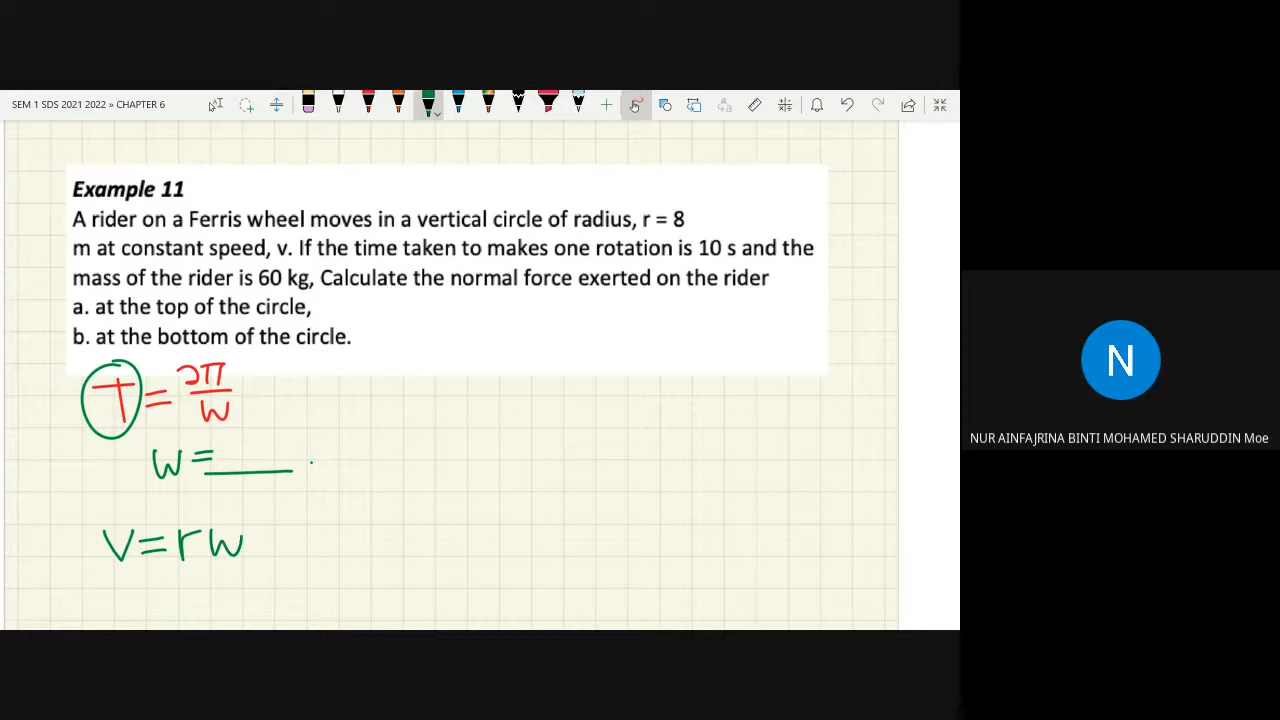 SEM 1 SDS 2021 2022 » CHAPTER 6
Example 11
A rider on a Ferris wheel moves in a vertical circle of radius, r = 8
m at constant speed, v. If the time taken to makes one rotation is 10 s and the
mass of the rider is 60 kg, Calculate the normal force exerted on the rider
a. at the top of the circle,
b. at the bottom of the circle.
T = 2π/w
w = ____
v = rw
N
NUR AINFAJRINA BINTI MOHAMED SHARUDDIN Moe